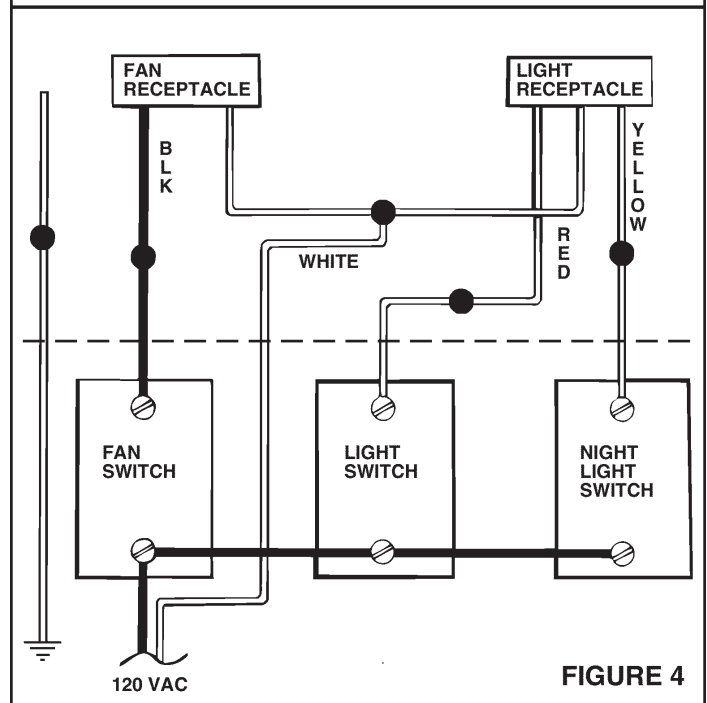 FAN
RECEPTACLE
LIGHT
RECEPTACLE
BLK
YELLOW
RED
WHITE
FAN
SWITCH
LIGHT
SWITCH
NIGHT
LIGHT
SWITCH
120 VAC
FIGURE 4